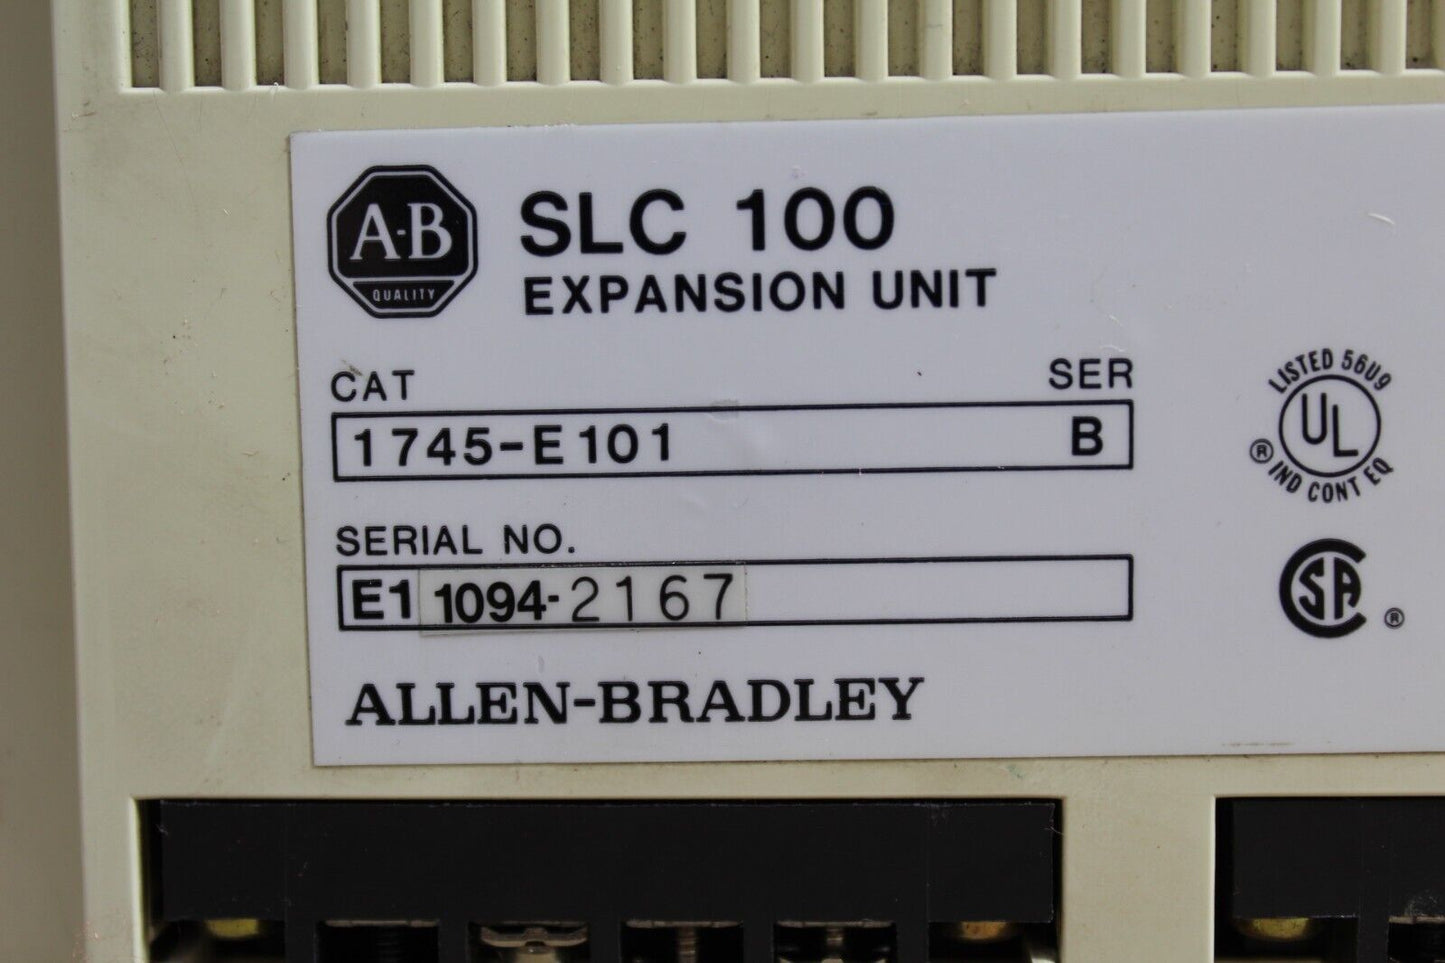 A-B
QUALITY
SLC 100
EXPANSION UNIT
CAT
SER
1745-E101
B
SERIAL NO.
E1 1094-2167
ALLEN-BRADLEY
LISTED 56U9
UL
®
IND CONT EQ
SA
®